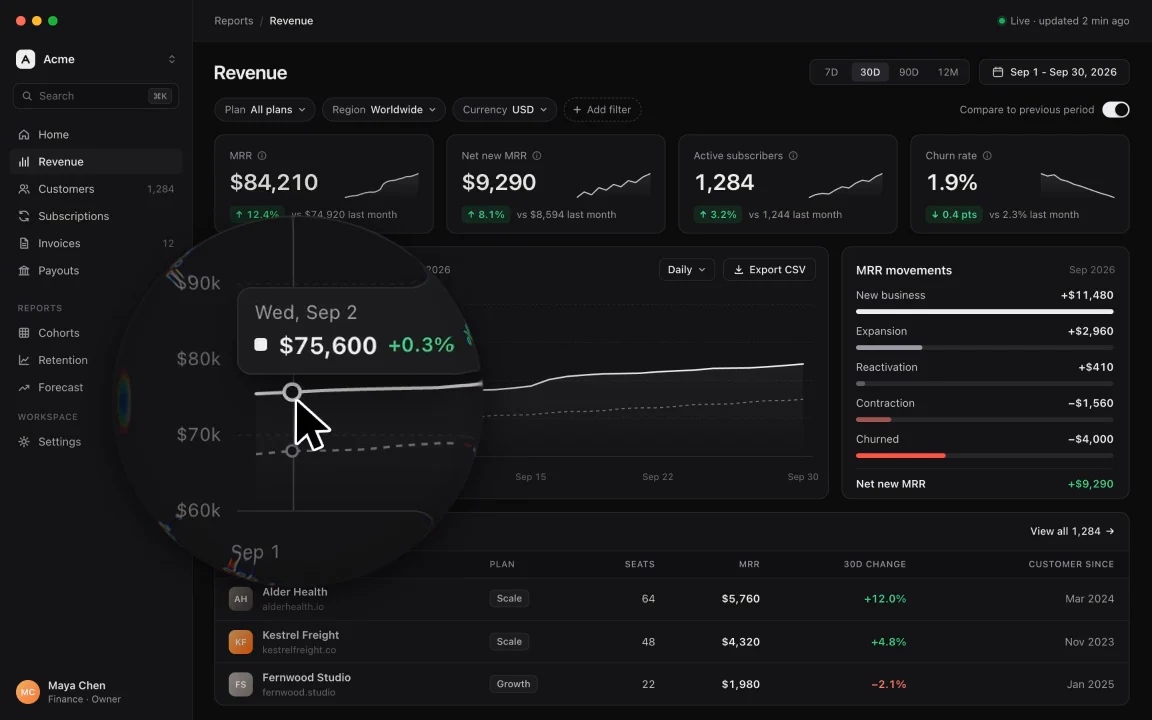 Reports / Revenue
Live · updated 2 min ago
A Acme
Search ⌘K
Home
Revenue
Customers 1,284
Subscriptions
Invoices 12
Payouts
REPORTS
Cohorts
Retention
Forecast
WORKSPACE
Settings
MC Maya Chen
Finance · Owner
Revenue
7D 30D 90D 12M
Sep 1 - Sep 30, 2026
Plan All plans
Region Worldwide
Currency USD
+ Add filter
Compare to previous period
MRR
$84,210
↑ 12.4% vs $74,920 last month
Net new MRR
$9,290
↑ 8.1% vs $8,594 last month
Active subscribers
1,284
↑ 3.2% vs 1,244 last month
Churn rate
1.9%
↓ 0.4 pts vs 2.3% last month
2026
Daily
Export CSV
$90k
$80k
$70k
$60k
Wed, Sep 2
$75,600 +0.3%
Sep 1
Sep 15
Sep 22
Sep 30
MRR movements Sep 2026
New business +$11,480
Expansion +$2,960
Reactivation +$410
Contraction −$1,560
Churned −$4,000
Net new MRR +$9,290
View all 1,284 →
PLAN SEATS MRR 30D CHANGE CUSTOMER SINCE
AH Alder Health Scale 64 $5,760 +12.0% Mar 2024
alderhealth.io
KF Kestrel Freight Scale 48 $4,320 +4.8% Nov 2023
kestrelfreight.co
FS Fernwood Studio Growth 22 $1,980 −2.1% Jan 2025
fernwood.studio